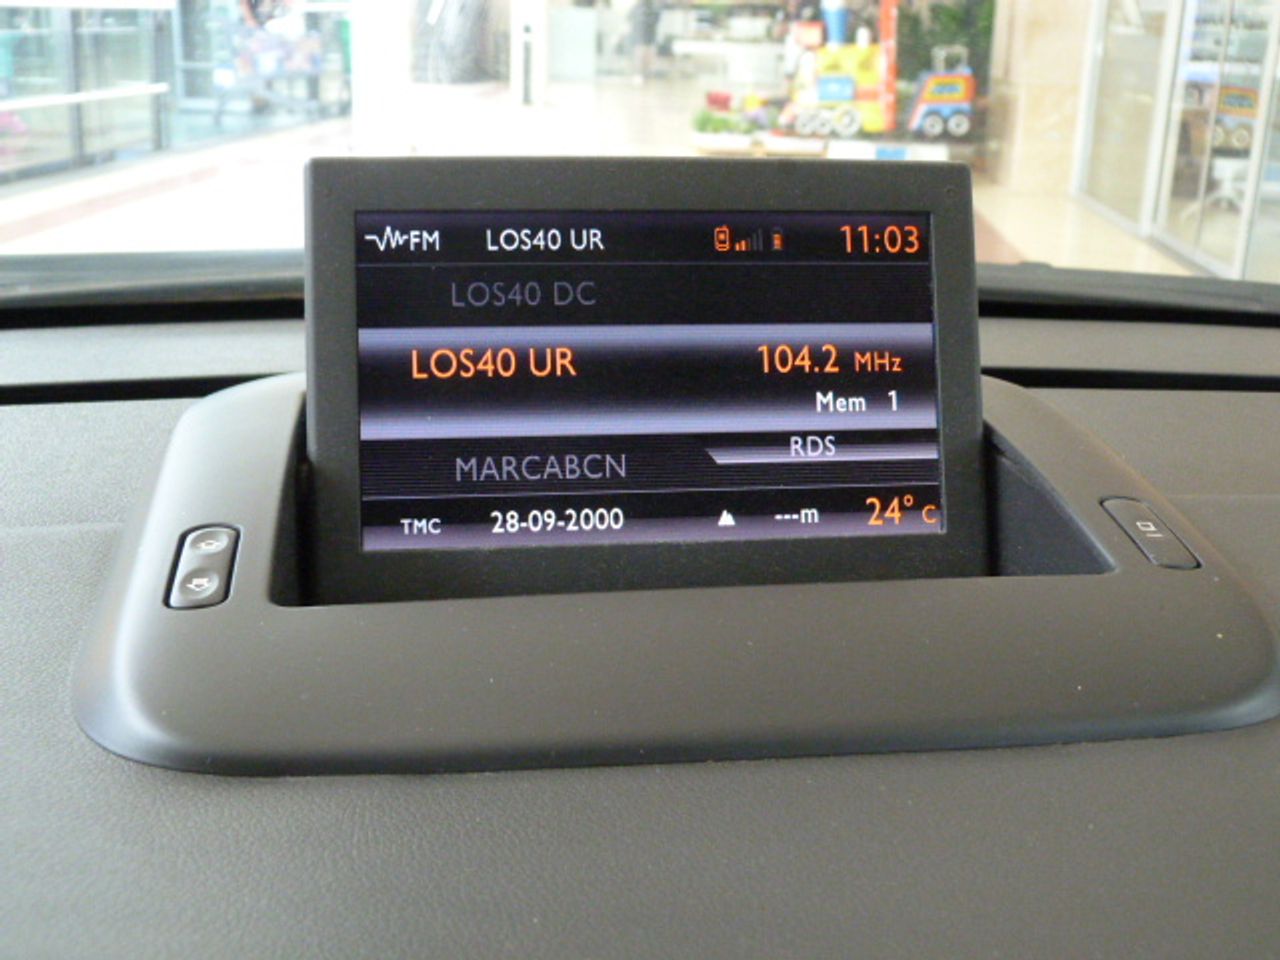 FM LOS40 UR 11:03
LOS40 DC
LOS40 UR 104.2 MHz
Mem 1
RDS
MARCABCN
TMC 28-09-2000 ---m 24° C